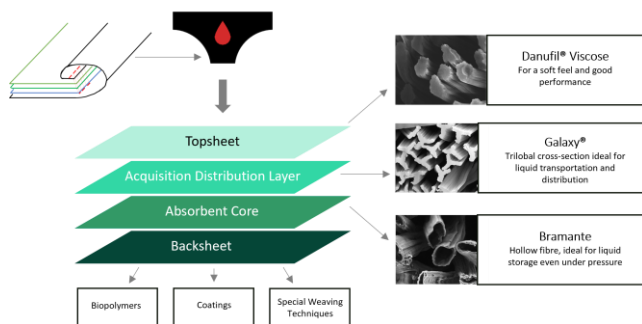 Topsheet
Acquisition Distribution Layer
Absorbent Core
Backsheet
Biopolymers
Coatings
Special Weaving
Techniques
Danufil® Viscose
For a soft feel and good
performance
Galaxy®
Trilobal cross-section ideal for
liquid transportation and
distribution
Bramante
Hollow fibre, ideal for liquid
storage even under pressure